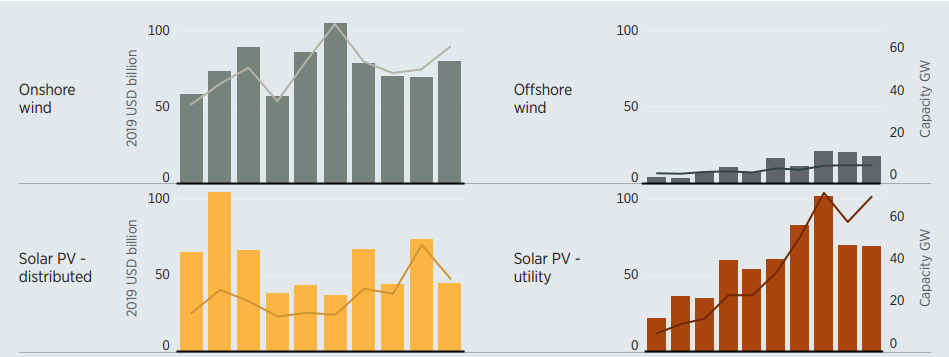 Onshore
wind
2019 USD billion
100
50
0
Offshore
wind
100
50
0
60
40
20
0
Capacity GW
Solar PV -
distributed
2019 USD billion
100
50
0
Solar PV -
utility
100
50
0
60
40
20
0
Capacity GW